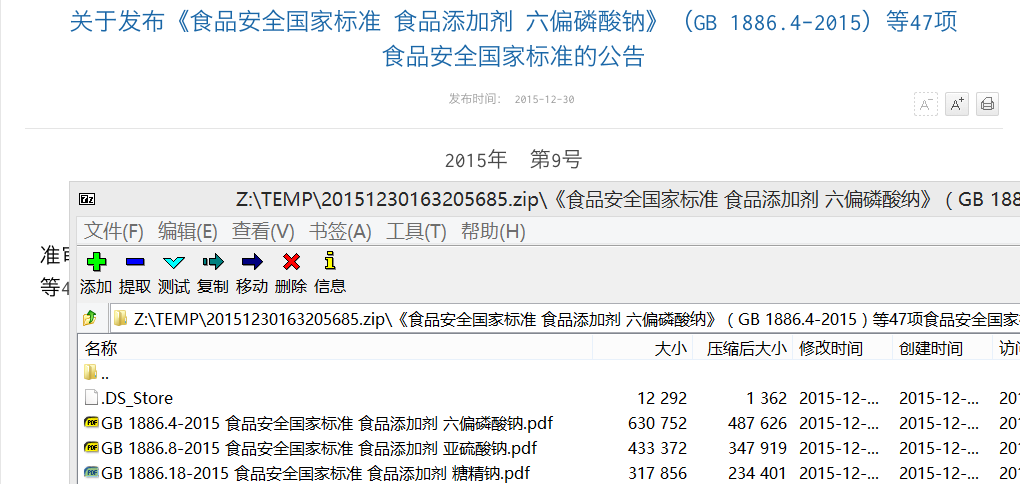 关于发布《食品安全国家标准 食品添加剂 六偏磷酸钠》（GB 1886.4-2015）等47项
食品安全国家标准的公告
发布时间： 2015-12-30
A⁻ A⁺
2015年 第9号
准审
等4
7z Z:\TEMP\20151230163205685.zip\《食品安全国家标准 食品添加剂 六偏磷酸纳》（GB 188
文件(F) 编辑(E) 查看(V) 书签(A) 工具(T) 帮助(H)
添加 提取 测试 复制 移动 删除 信息
Z:\TEMP\20151230163205685.zip\《食品安全国家标准 食品添加剂 六偏磷酸纳》（GB 1886.4-2015）等47项食品安全国家
名称 大小 压缩后大小 修改时间 创建时间 访
..
.DS_Store 12 292 1 362 2015-12-... 2015-12-... 20
GB 1886.4-2015 食品安全国家标准 食品添加剂 六偏磷酸钠.pdf 630 752 487 626 2015-12-... 2015-12-... 20
GB 1886.8-2015 食品安全国家标准 食品添加剂 亚硫酸钠.pdf 433 372 347 919 2015-12-... 2015-12-... 20
GB 1886.18-2015 食品安全国家标准 食品添加剂 糖精钠.pdf 317 856 234 401 2015-12-... 2015-12-... 20